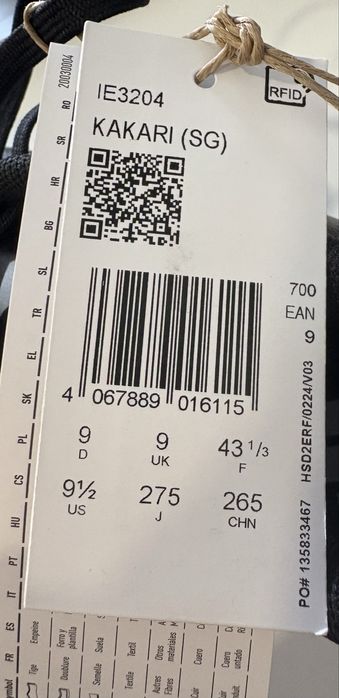 IE3204
RFID
KAKARI (SG)
700
EAN
9
4 067889 016115
9
D
9
UK
43 1/3
F
9½
US
275
J
265
CHN
PO# 135833467 HSD2ERF/0224/V03
20030004
RO
SR
HR
BG
SL
TR
EL
SK
PL
CS
HU
PT
IT
ES
FR
Empeine
Tige
Forro y
plantilla
Doublure
Suela
Semelle
Textil
Textile
Otros
materiales
Autres
Fibres
Cuero
Cuir
Cuero
untado